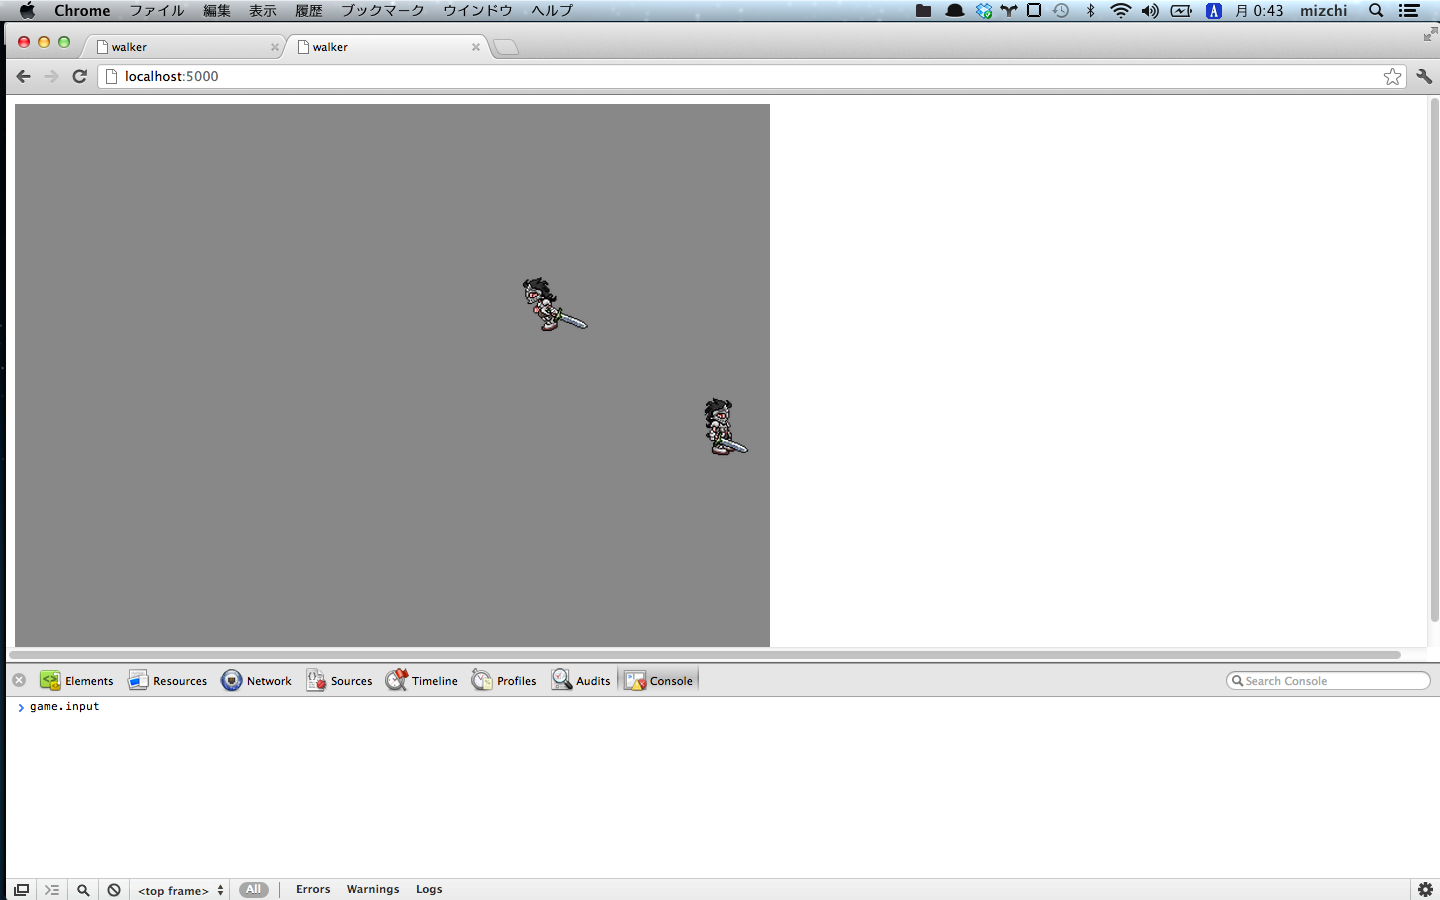 Chrome ファイル 編集 表示 履歴 ブックマーク ウインドウ ヘルプ A 月 0:43 mizchi
walker walker
localhost:5000
Elements Resources Network Sources Timeline Profiles Audits Console Search Console
game.input
<top frame> All Errors Warnings Logs